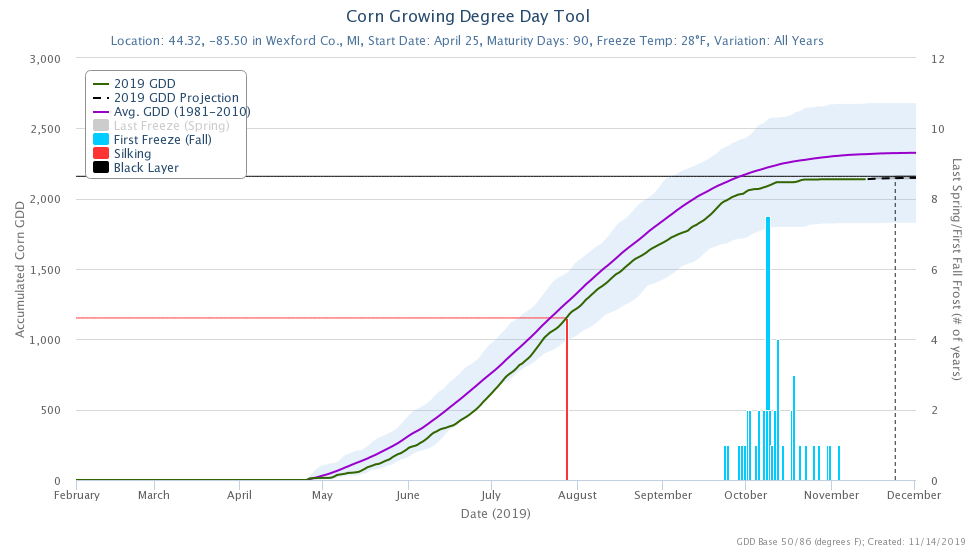 Corn Growing Degree Day Tool
Location: 44.32, -85.50 in Wexford Co., MI, Start Date: April 25, Maturity Days: 90, Freeze Temp: 28°F, Variation: All Years
3,000
2,500
2,000
1,500
1,000
500
0
Accumulated Corn GDD
2019 GDD
2019 GDD Projection
Avg. GDD (1981-2010)
Last Freeze (Spring)
First Freeze (Fall)
Silking
Black Layer
12
10
8
6
4
2
0
Last Spring/First Fall Frost (# of years)
February March April May June July August September October November December
Date (2019)
GDD Base 50/86 (degrees F); Created: 11/14/2019